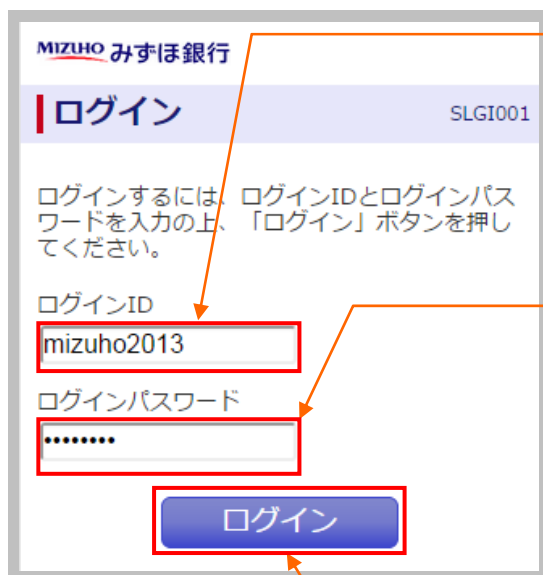 MIZUHO みずほ銀行
ログイン SLGI001
ログインするには、ログインIDとログインパス
ワードを入力の上、「ログイン」ボタンを押し
てください。
ログインID
mizuho2013
ログインパスワード
••••••••
ログイン